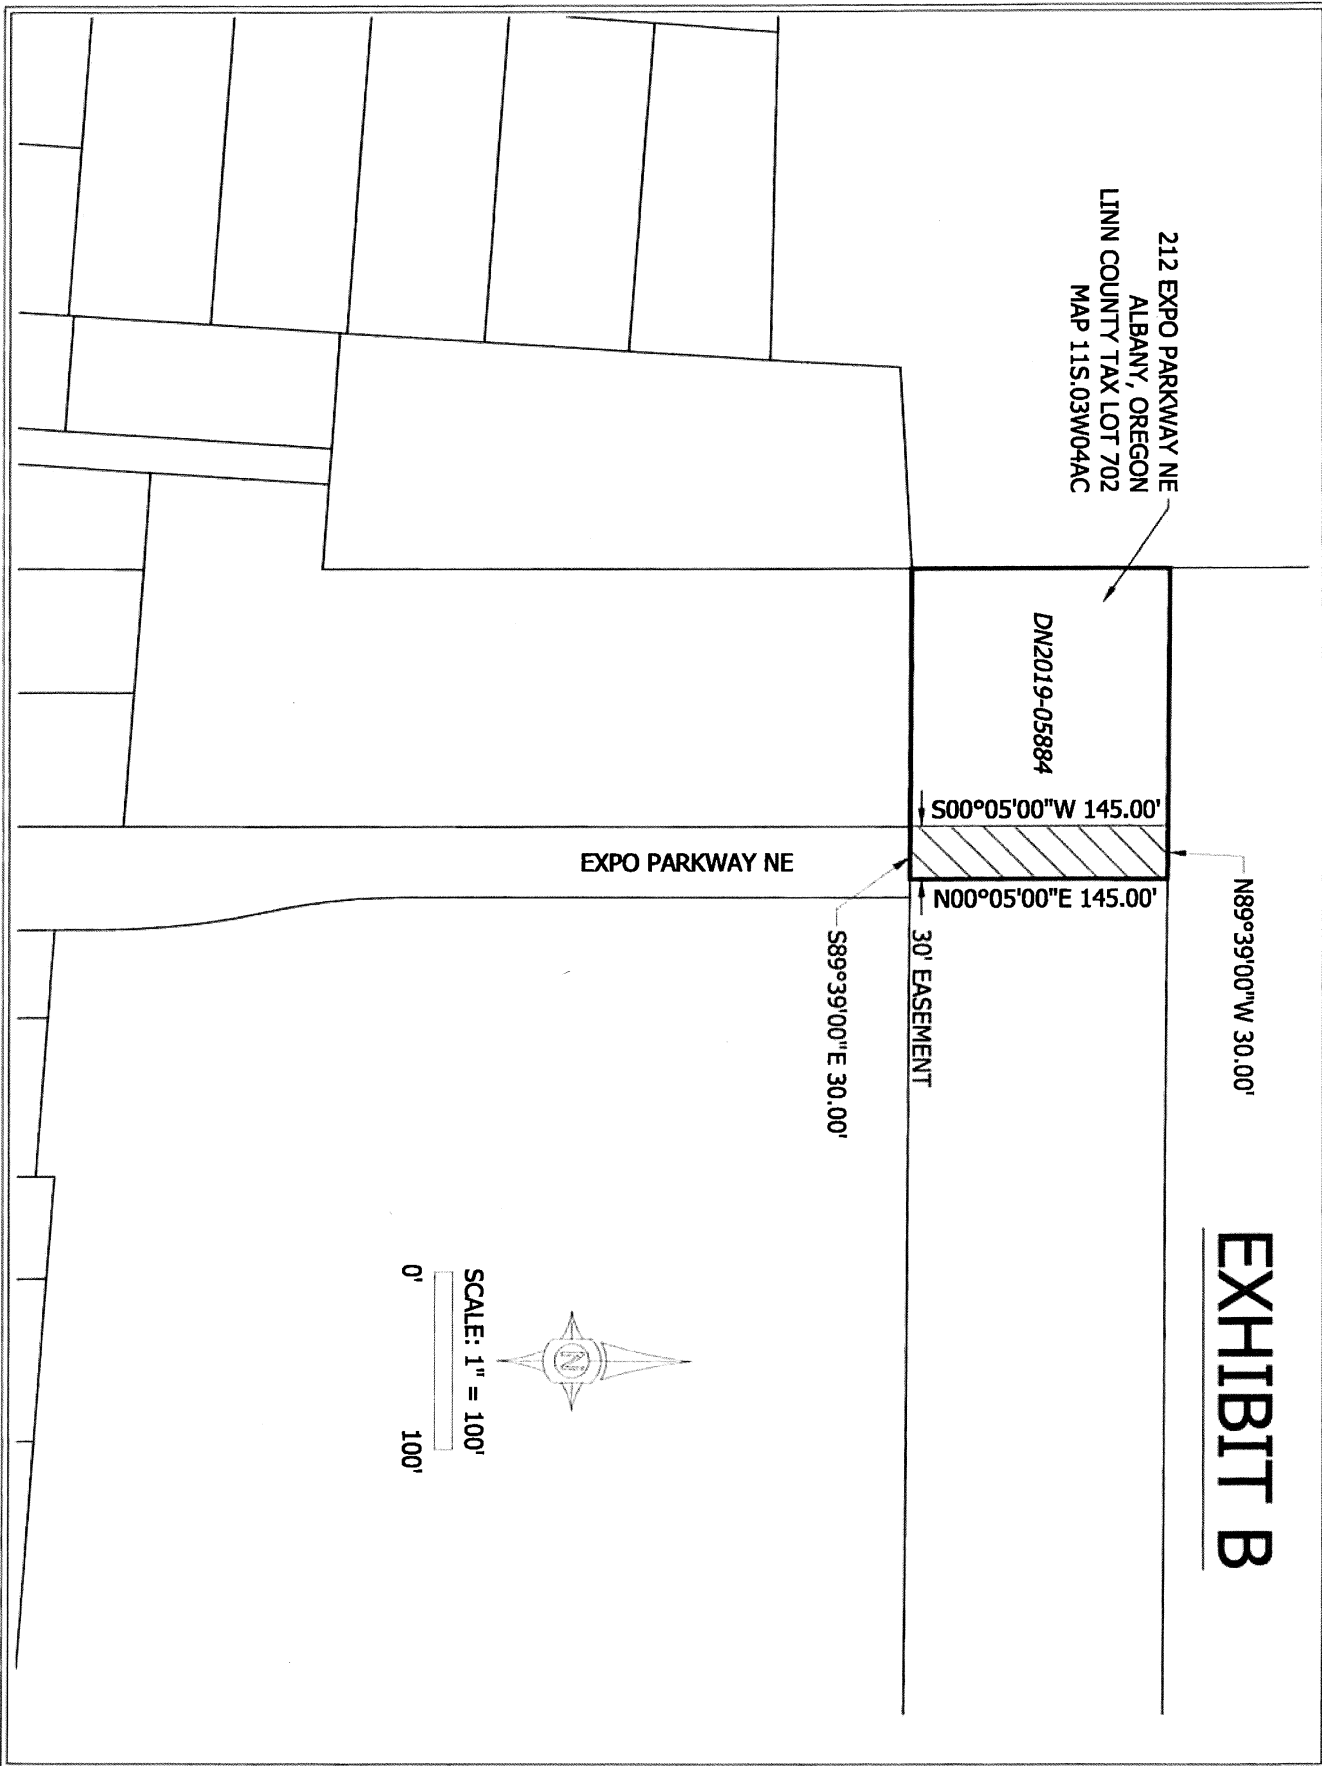 EXHIBIT B
212 EXPO PARKWAY NE
ALBANY, OREGON
LINN COUNTY TAX LOT 702
MAP 11S.03W04AC
DN2019-05884
N89°39'00"W 30.00'
S00°05'00"W 145.00'
N00°05'00"E 145.00'
30' EASEMENT
S89°39'00"E 30.00'
EXPO PARKWAY NE
N
SCALE: 1" = 100'
0' 100'